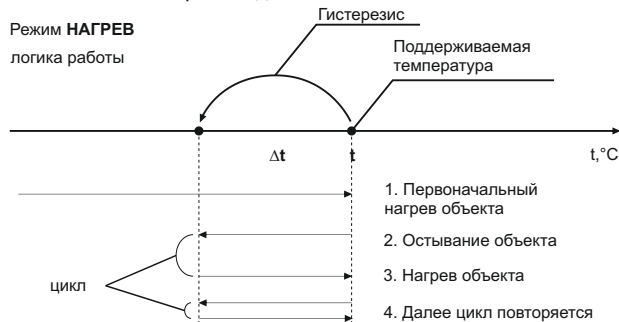 Гистерезис
Режим НАГРЕВ
логика работы
Поддерживаемая
температура
Δt
t
t,°C
1. Первоначальный
нагрев объекта
2. Остывание объекта
3. Нагрев объекта
цикл
4. Далее цикл повторяется